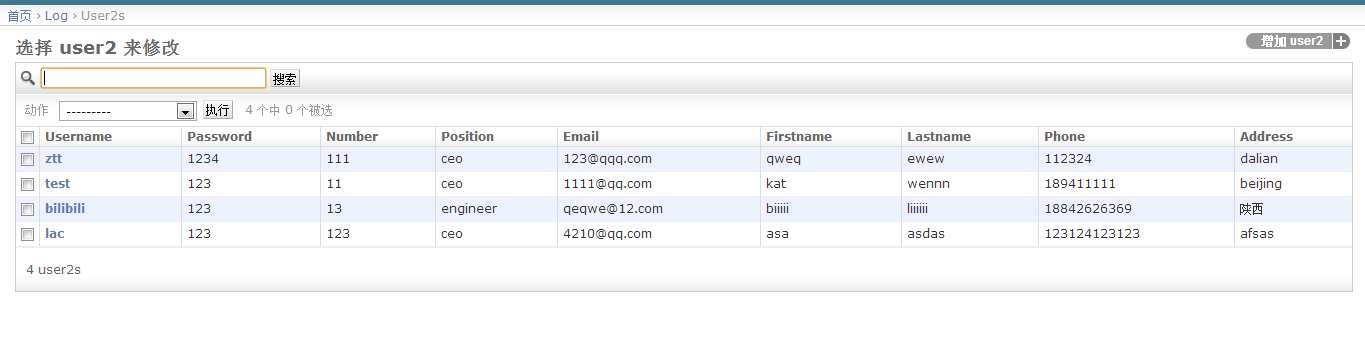 首页 › Log › User2s
选择 user2 来修改
增加 user2
搜索
动作 --------- 执行 4 个中 0 个被选
Username Password Number Position Email Firstname Lastname Phone Address
ztt 1234 111 ceo 123@qqq.com qweq ewew 112324 dalian
test 123 11 ceo 1111@qq.com kat wennn 189411111 beijing
bilibili 123 13 engineer qeqwe@12.com biiiii liiiiii 18842626369 陕西
lac 123 123 ceo 4210@qq.com asa asdas 123124123123 afsas
4 user2s